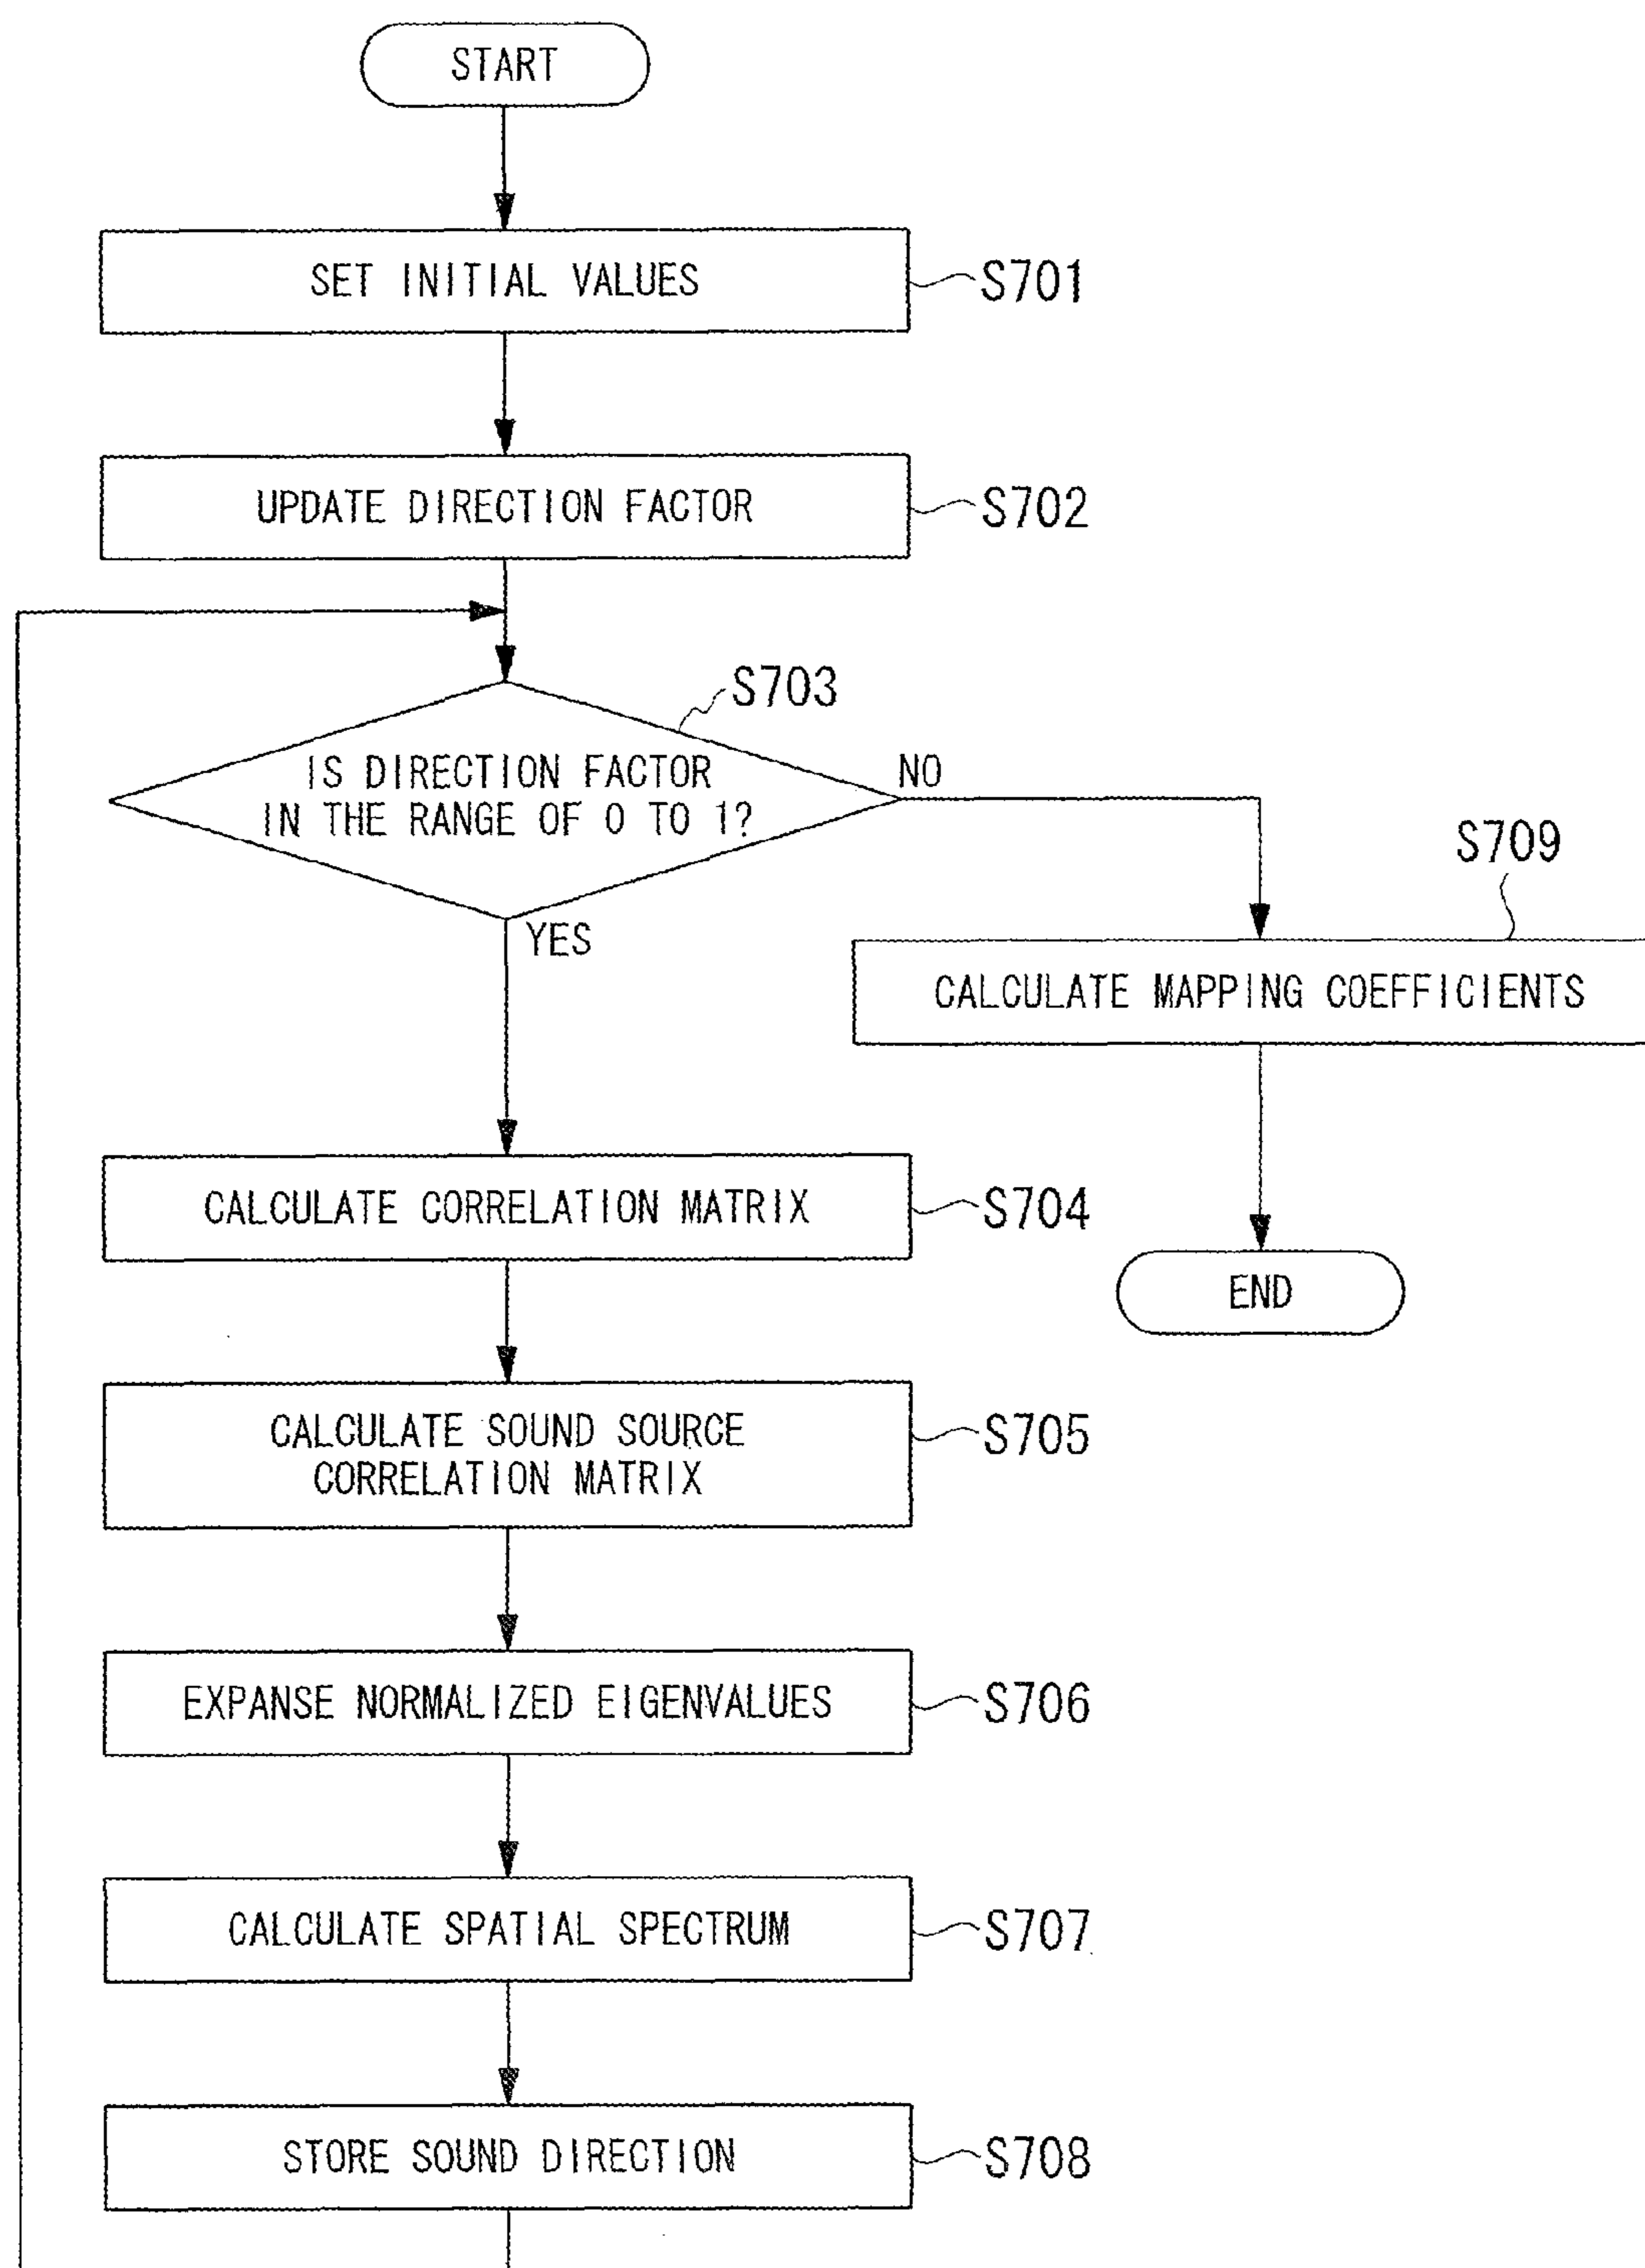 START
SET INITIAL VALUES
S701
UPDATE DIRECTION FACTOR
S702
S703
IS DIRECTION FACTOR
IN THE RANGE OF 0 TO 1?
NO
YES
S709
CALCULATE MAPPING COEFFICIENTS
CALCULATE CORRELATION MATRIX
S704
END
CALCULATE SOUND SOURCE
CORRELATION MATRIX
S705
EXPANSE NORMALIZED EIGENVALUES
S706
CALCULATE SPATIAL SPECTRUM
S707
STORE SOUND DIRECTION
S708